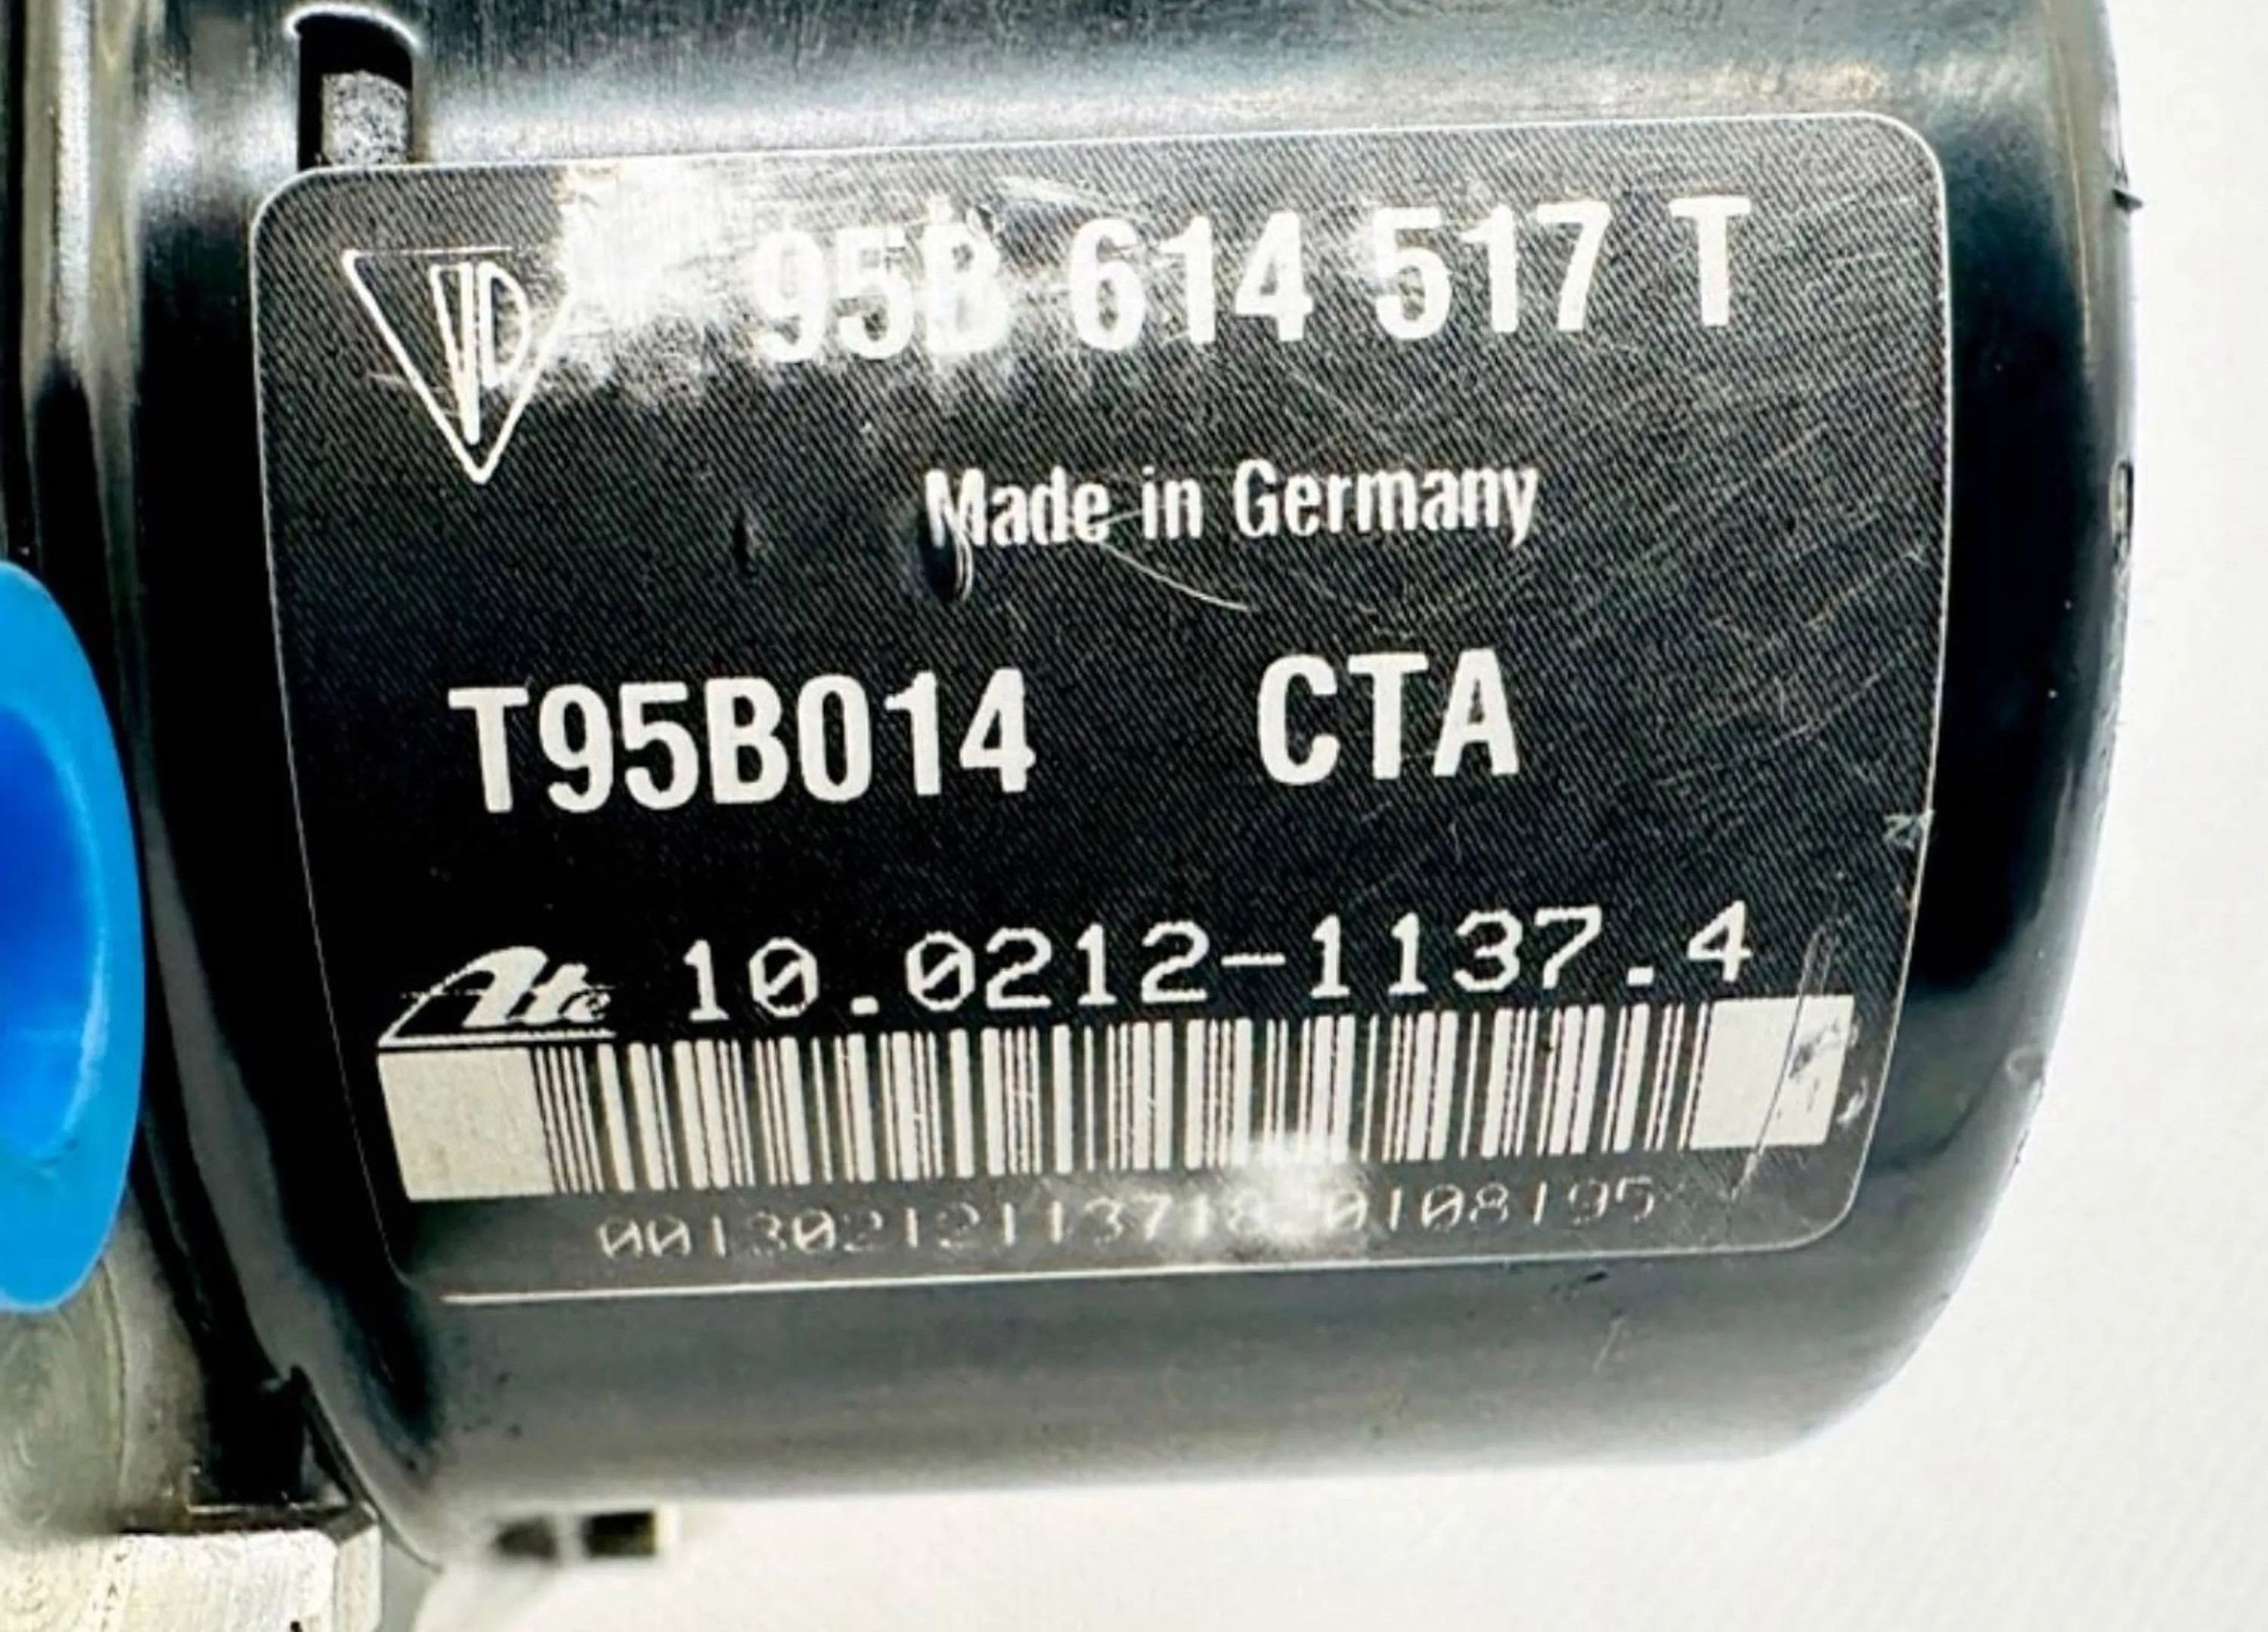 95B 614 517 T
Made in Germany
T95B014 CTA
Ate 10.0212-1137.4